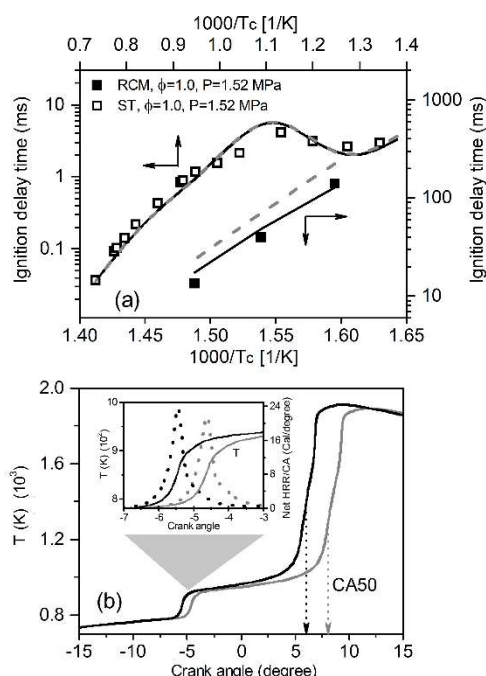 1000/Tc [1/K]
0.7 0.8 0.9 1.0 1.1 1.2 1.3 1.4
RCM, ϕ=1.0, P=1.52 MPa
ST, ϕ=1.0, P=1.52 MPa
Ignition delay time (ms)
10
1
0.1
Ignition delay time (ms)
1000
100
10
(a)
1.40 1.45 1.50 1.55 1.60 1.65
1000/Tc [1/K]
T (K) (10³)
2.0
1.6
1.2
0.8
T (K) (10²)
10
9
8
Net HRR/CA (Cal/degree)
24
16
8
0
T
-7 -6 -5 -4 -3
Crank angle
(b)
CA50
-15 -10 -5 0 5 10 15
Crank angle (degree)